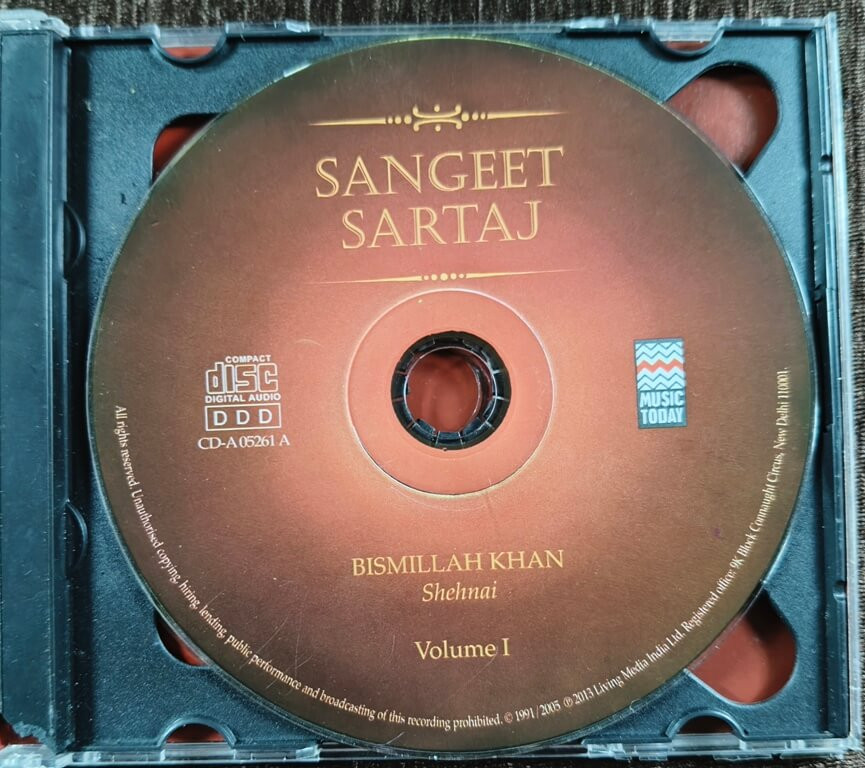 SANGEET
SARTAJ
COMPACT
disc
DIGITAL AUDIO
DDD
CD-A 05261 A
MUSIC
TODAY
BISMILLAH KHAN
Shehnai
Volume I
All rights reserved. Unauthorised copying, hiring, lending, public performance and broadcasting of this recording prohibited. © 1991/2005 ℗ 2013 Living Media India Ltd. Registered office: 9K Block Connaught Circus, New Delhi 110001.